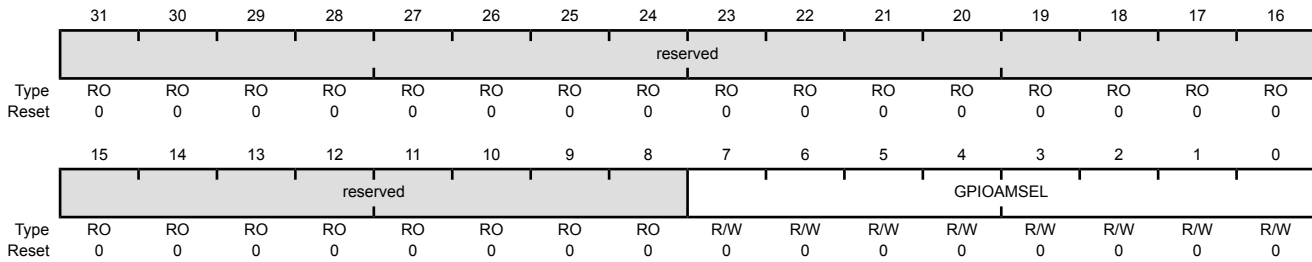 31 30 29 28 27 26 25 24 23 22 21 20 19 18 17 16
reserved
Type RO RO RO RO RO RO RO RO RO RO RO RO RO RO RO RO
Reset 0 0 0 0 0 0 0 0 0 0 0 0 0 0 0 0
15 14 13 12 11 10 9 8 7 6 5 4 3 2 1 0
reserved GPIOAMSEL
Type RO RO RO RO RO RO RO RO R/W R/W R/W R/W R/W R/W R/W R/W
Reset 0 0 0 0 0 0 0 0 0 0 0 0 0 0 0 0